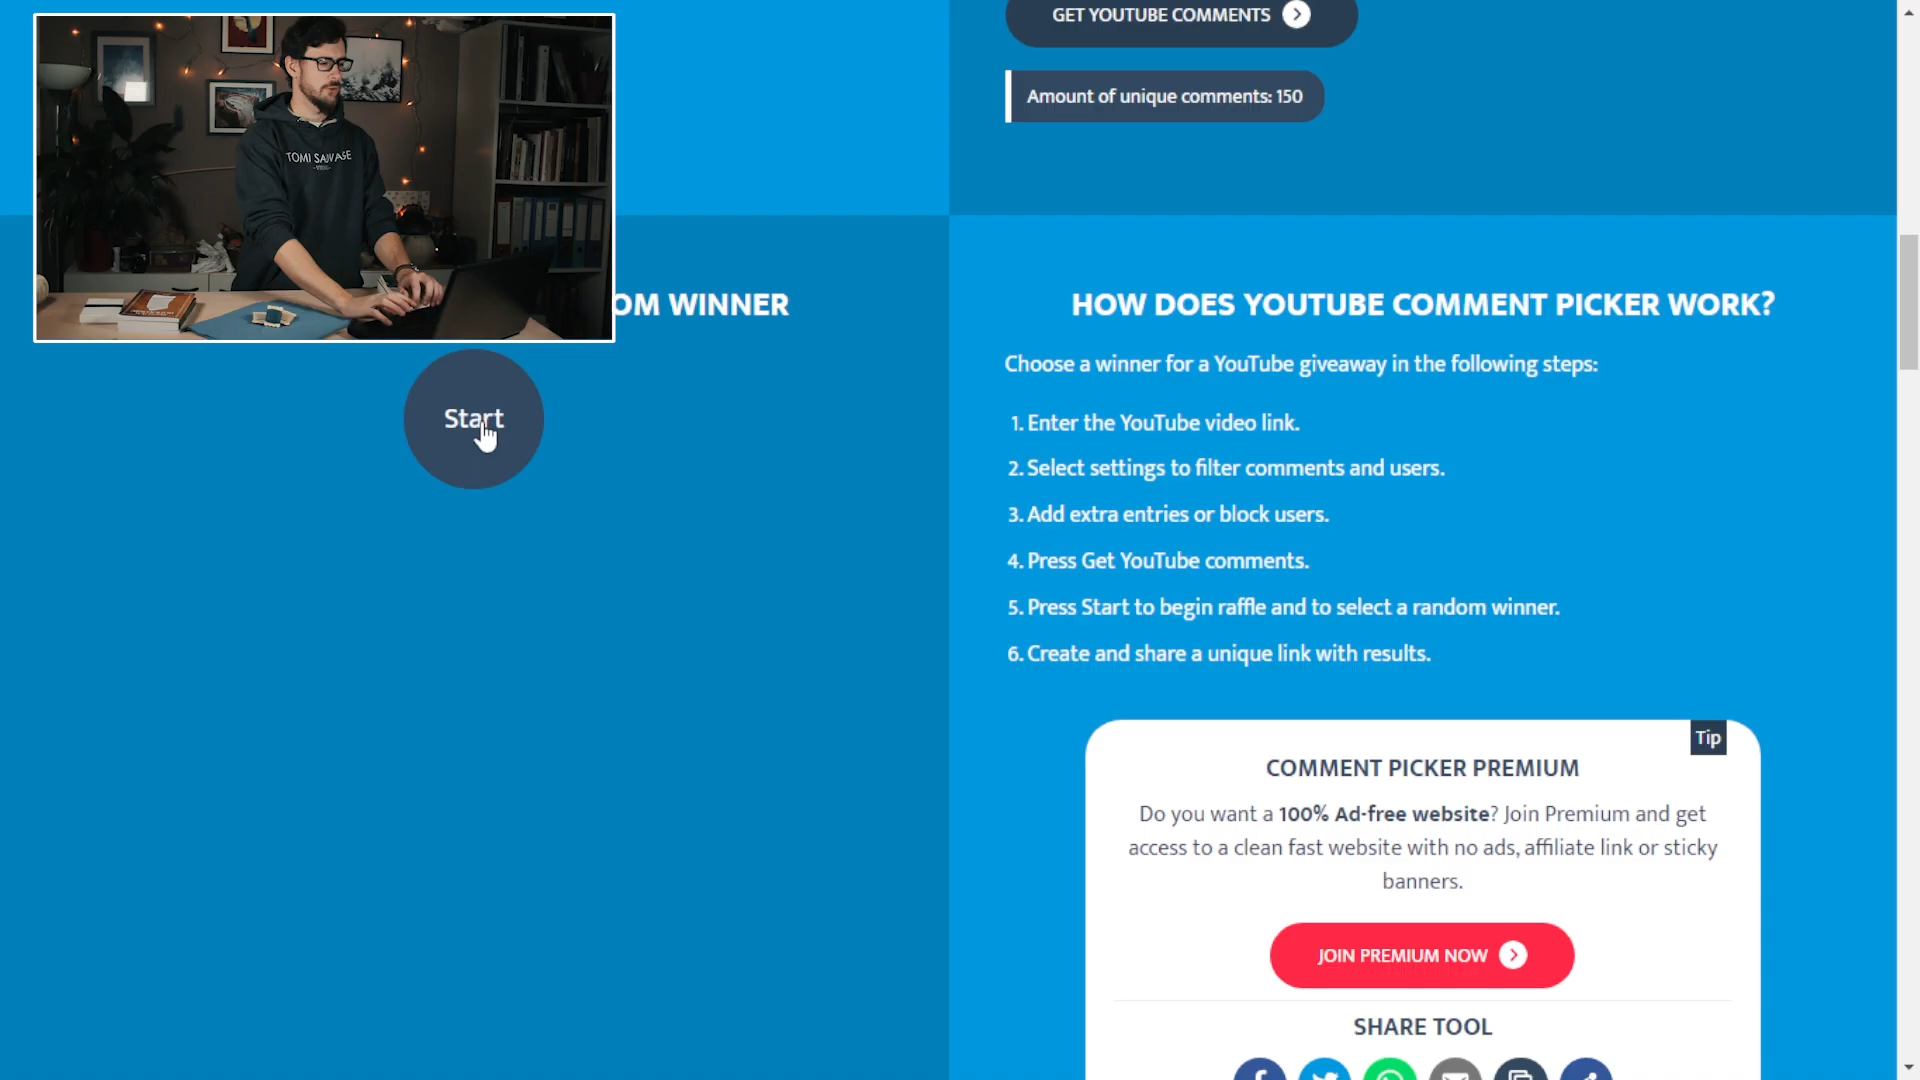 GET YOUTUBE COMMENTS
Amount of unique comments: 150
TOMI SAUVAGE
OM WINNER
Start
HOW DOES YOUTUBE COMMENT PICKER WORK?
Choose a winner for a YouTube giveaway in the following steps:
1. Enter the YouTube video link.
2. Select settings to filter comments and users.
3. Add extra entries or block users.
4. Press Get YouTube comments.
5. Press Start to begin raffle and to select a random winner.
6. Create and share a unique link with results.
Tip
COMMENT PICKER PREMIUM
Do you want a 100% Ad-free website? Join Premium and get
access to a clean fast website with no ads, affiliate link or sticky
banners.
JOIN PREMIUM NOW
SHARE TOOL